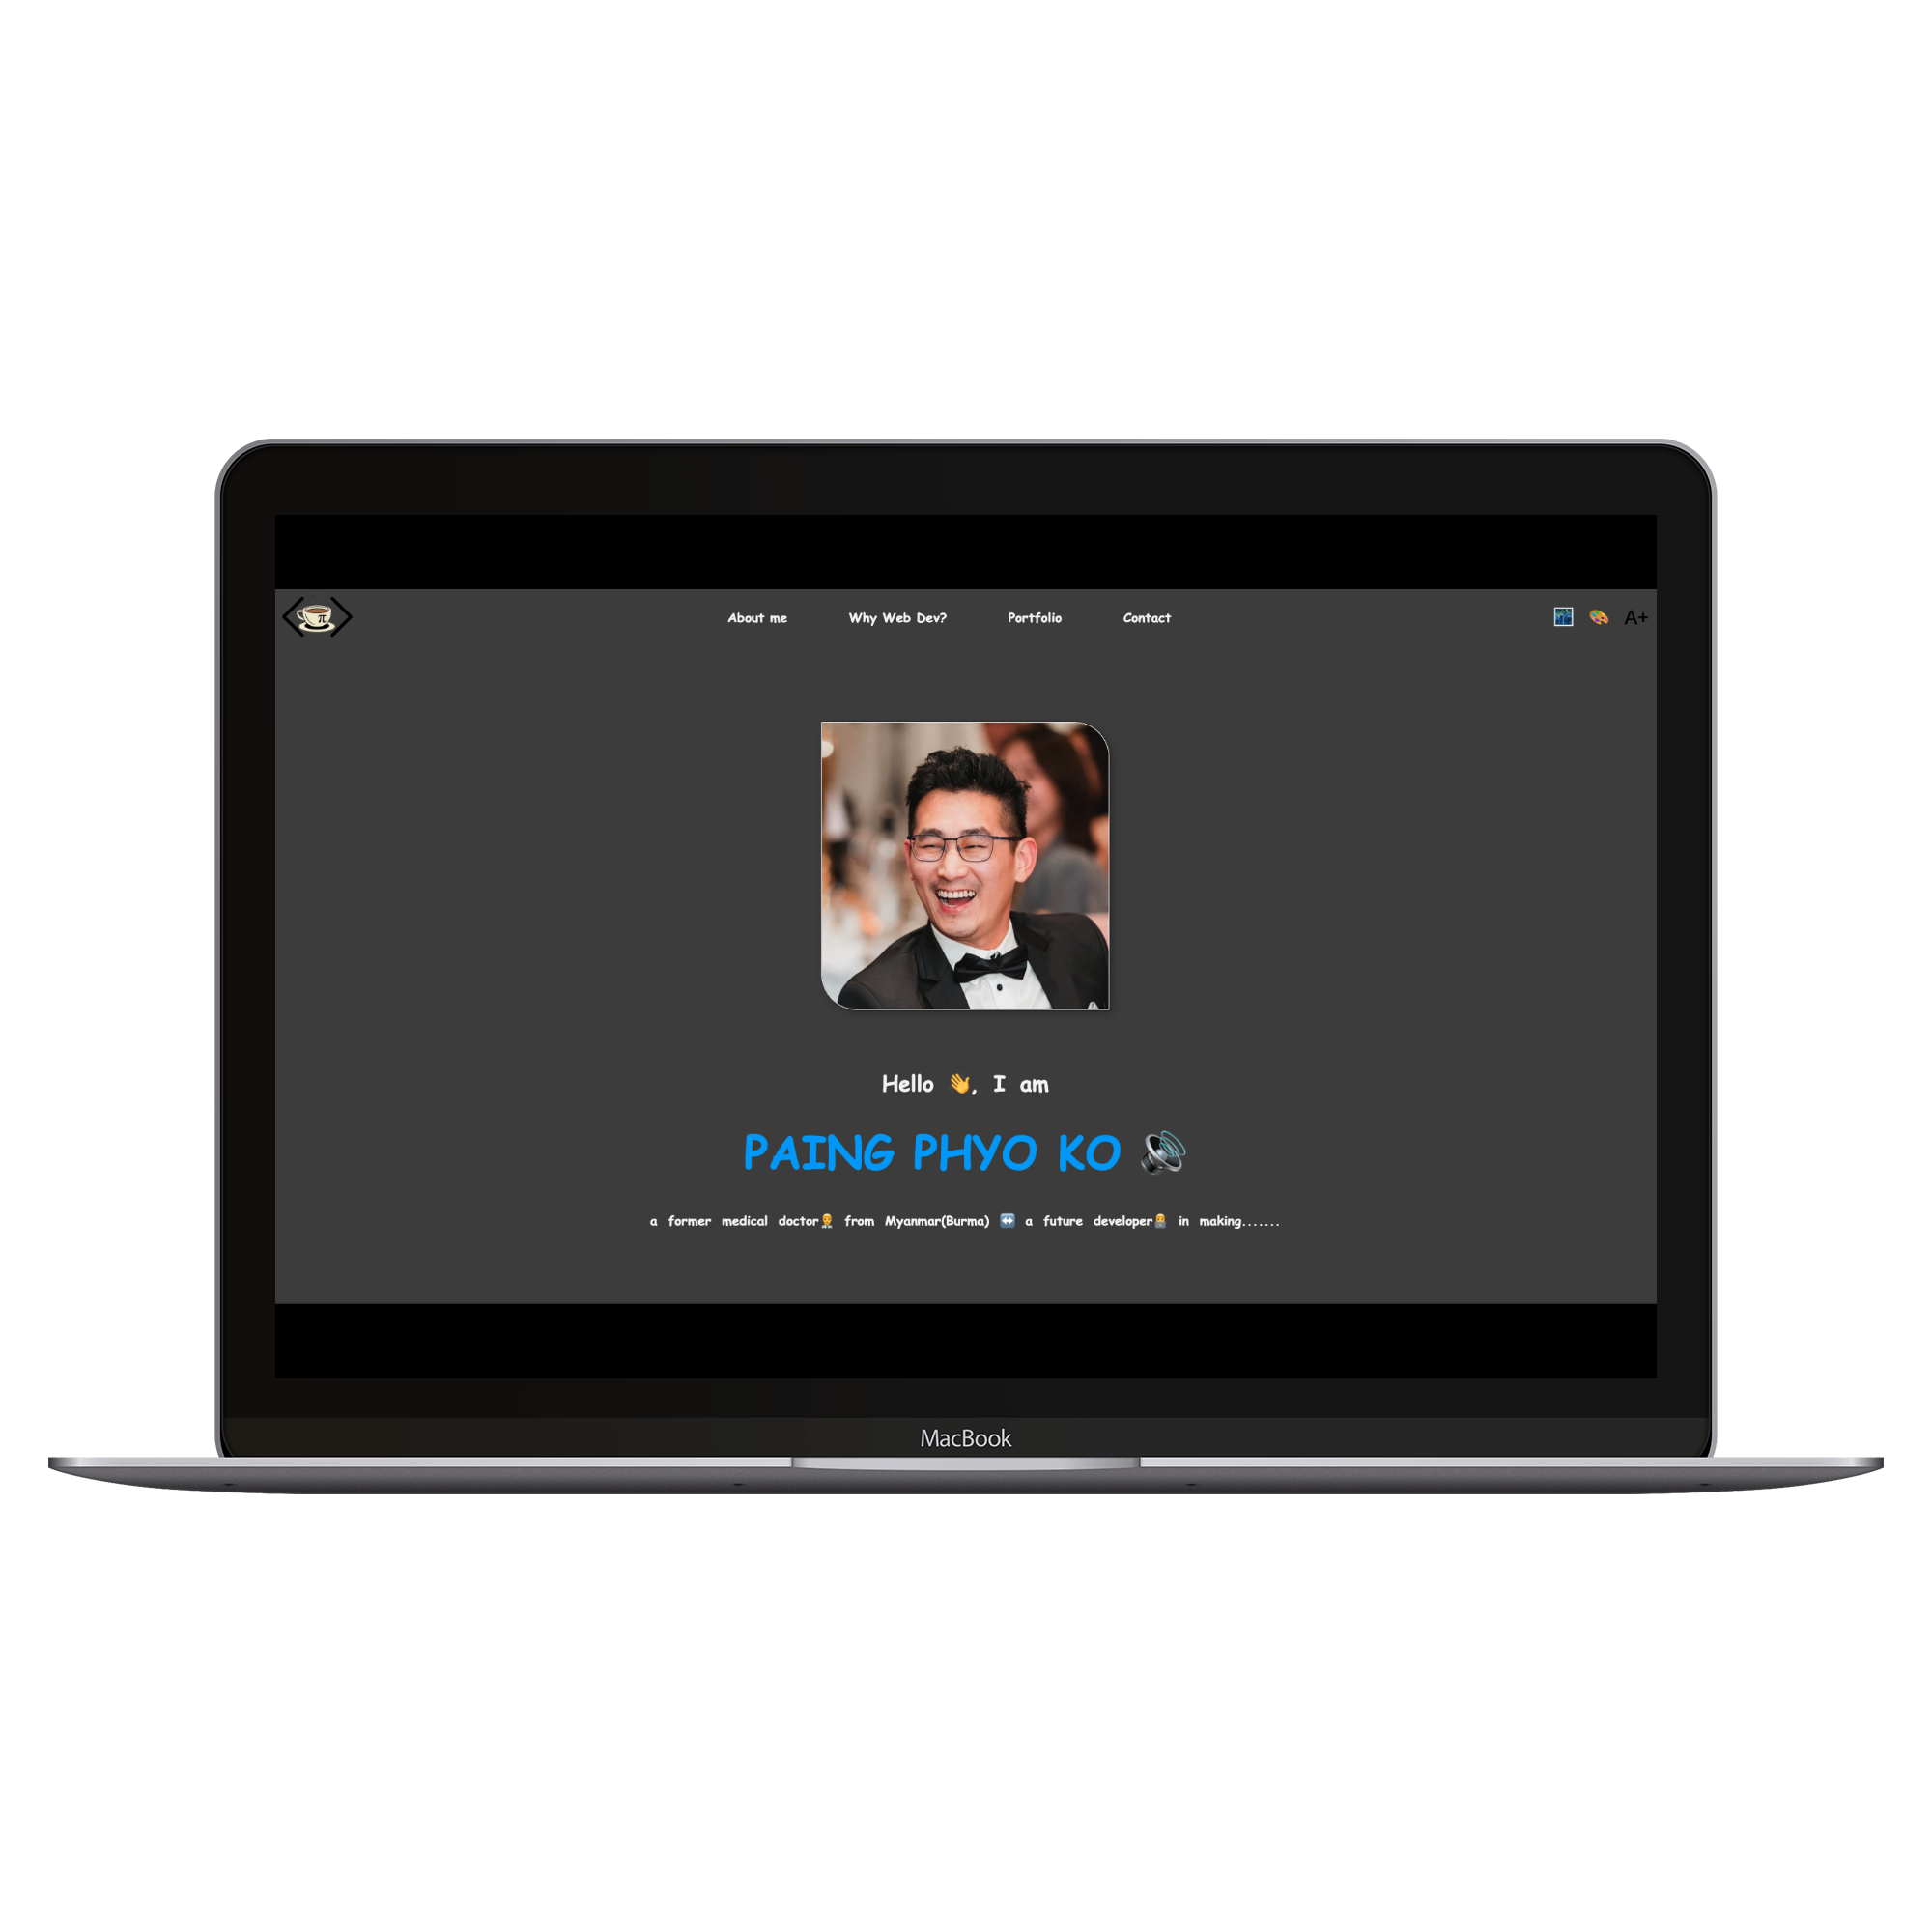 π
About me Why Web Dev? Portfolio Contact A+
Hello 👋, I am
PAING PHYO KO 🔊
a former medical doctor👨‍⚕️ from Myanmar(Burma) ↔️ a future developer👨‍💻 in making.......
MacBook